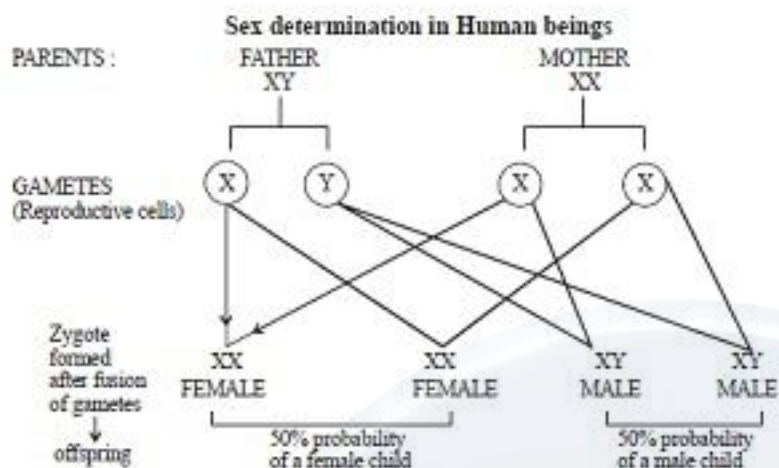 Sex determination in Human beings
PARENTS : FATHER MOTHER
XY XX
GAMETES X Y X X
(Reproductive cells)
Zygote
formed XX XX XY XY
after fusion FEMALE FEMALE MALE MALE
of gametes
offspring 50% probability 50% probability
of a female child of a male child